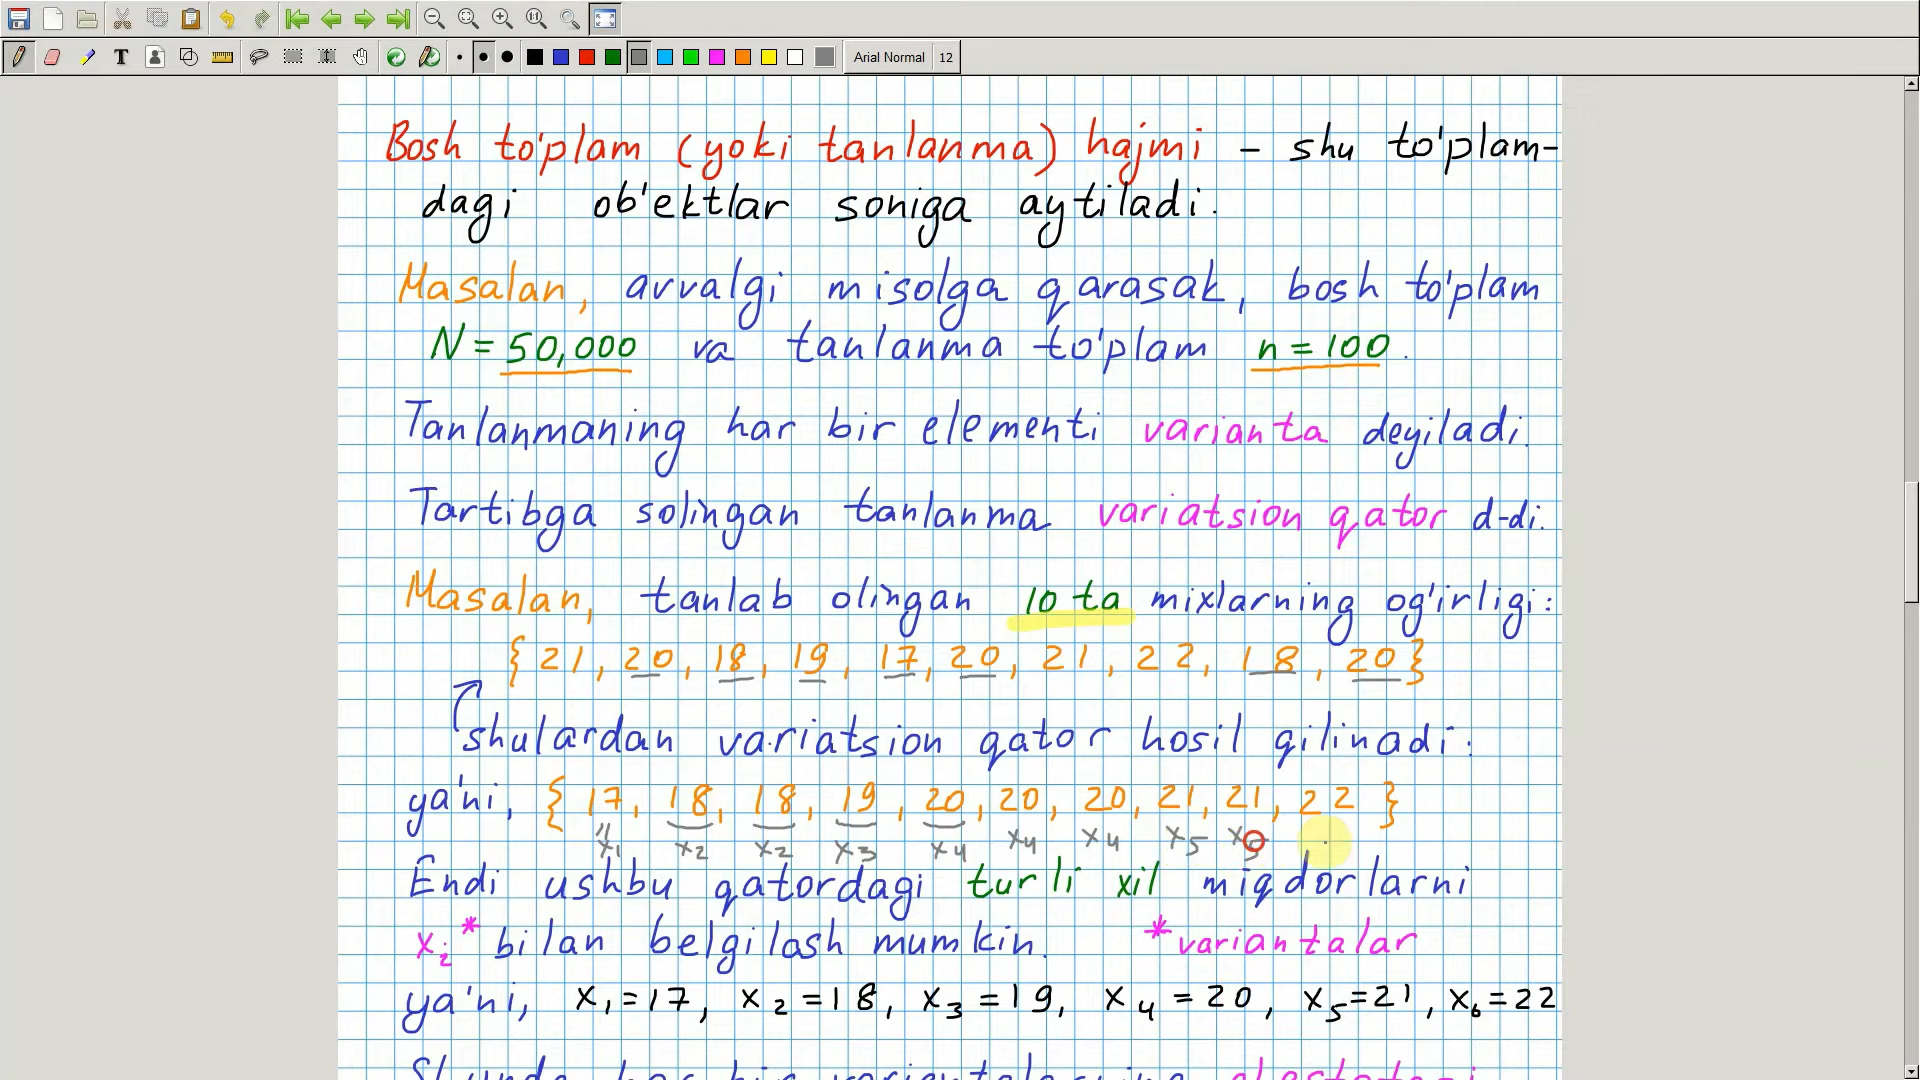 Arial Normal 12
Bosh to'plam (yoki tanlanma) hajmi - shu to'plam-
dagi ob'ektlar soniga aytiladi.
Masalan, avvalgi misolga qarasak, bosh to'plam
N = 50,000 va tanlanma to'plam n = 100.
Tanlanmaning har bir elementi varianta deyiladi.
Tartibga solingan tanlanma variatsion qator d-di.
Masalan, tanlab olingan 10 ta mixlarning og'irligi:
{ 21, 20, 18, 19, 17, 20, 21, 22, 18, 20 }
shulardan variatsion qator hosil qilinadi:
ya'ni, { 17, 18, 18, 19, 20, 20, 20, 21, 21, 22 }
x₁ x₂ x₂ x₃ x₄ x₄ x₄ x₅ x₅
Endi ushbu qatordagi turli xil miqdorlarni
xᵢ* bilan belgilash mumkin. *variantalar
ya'ni, x₁=17, x₂=18, x₃=19, x₄=20, x₅=21, x₆=22